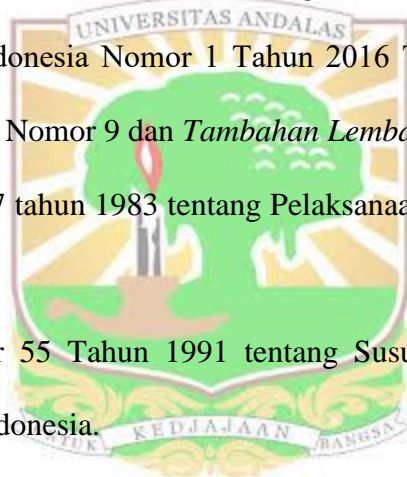 UNIVERSITAS ANDALAS
donesia Nomor 1 Tahun 2016
Nomor 9 dan Tambahan Lemba
7 tahun 1983 tentang Pelaksanaa
r 55 Tahun 1991 tentang Susu
donesia.
UNTUK KEDJAJAAN BANGSA